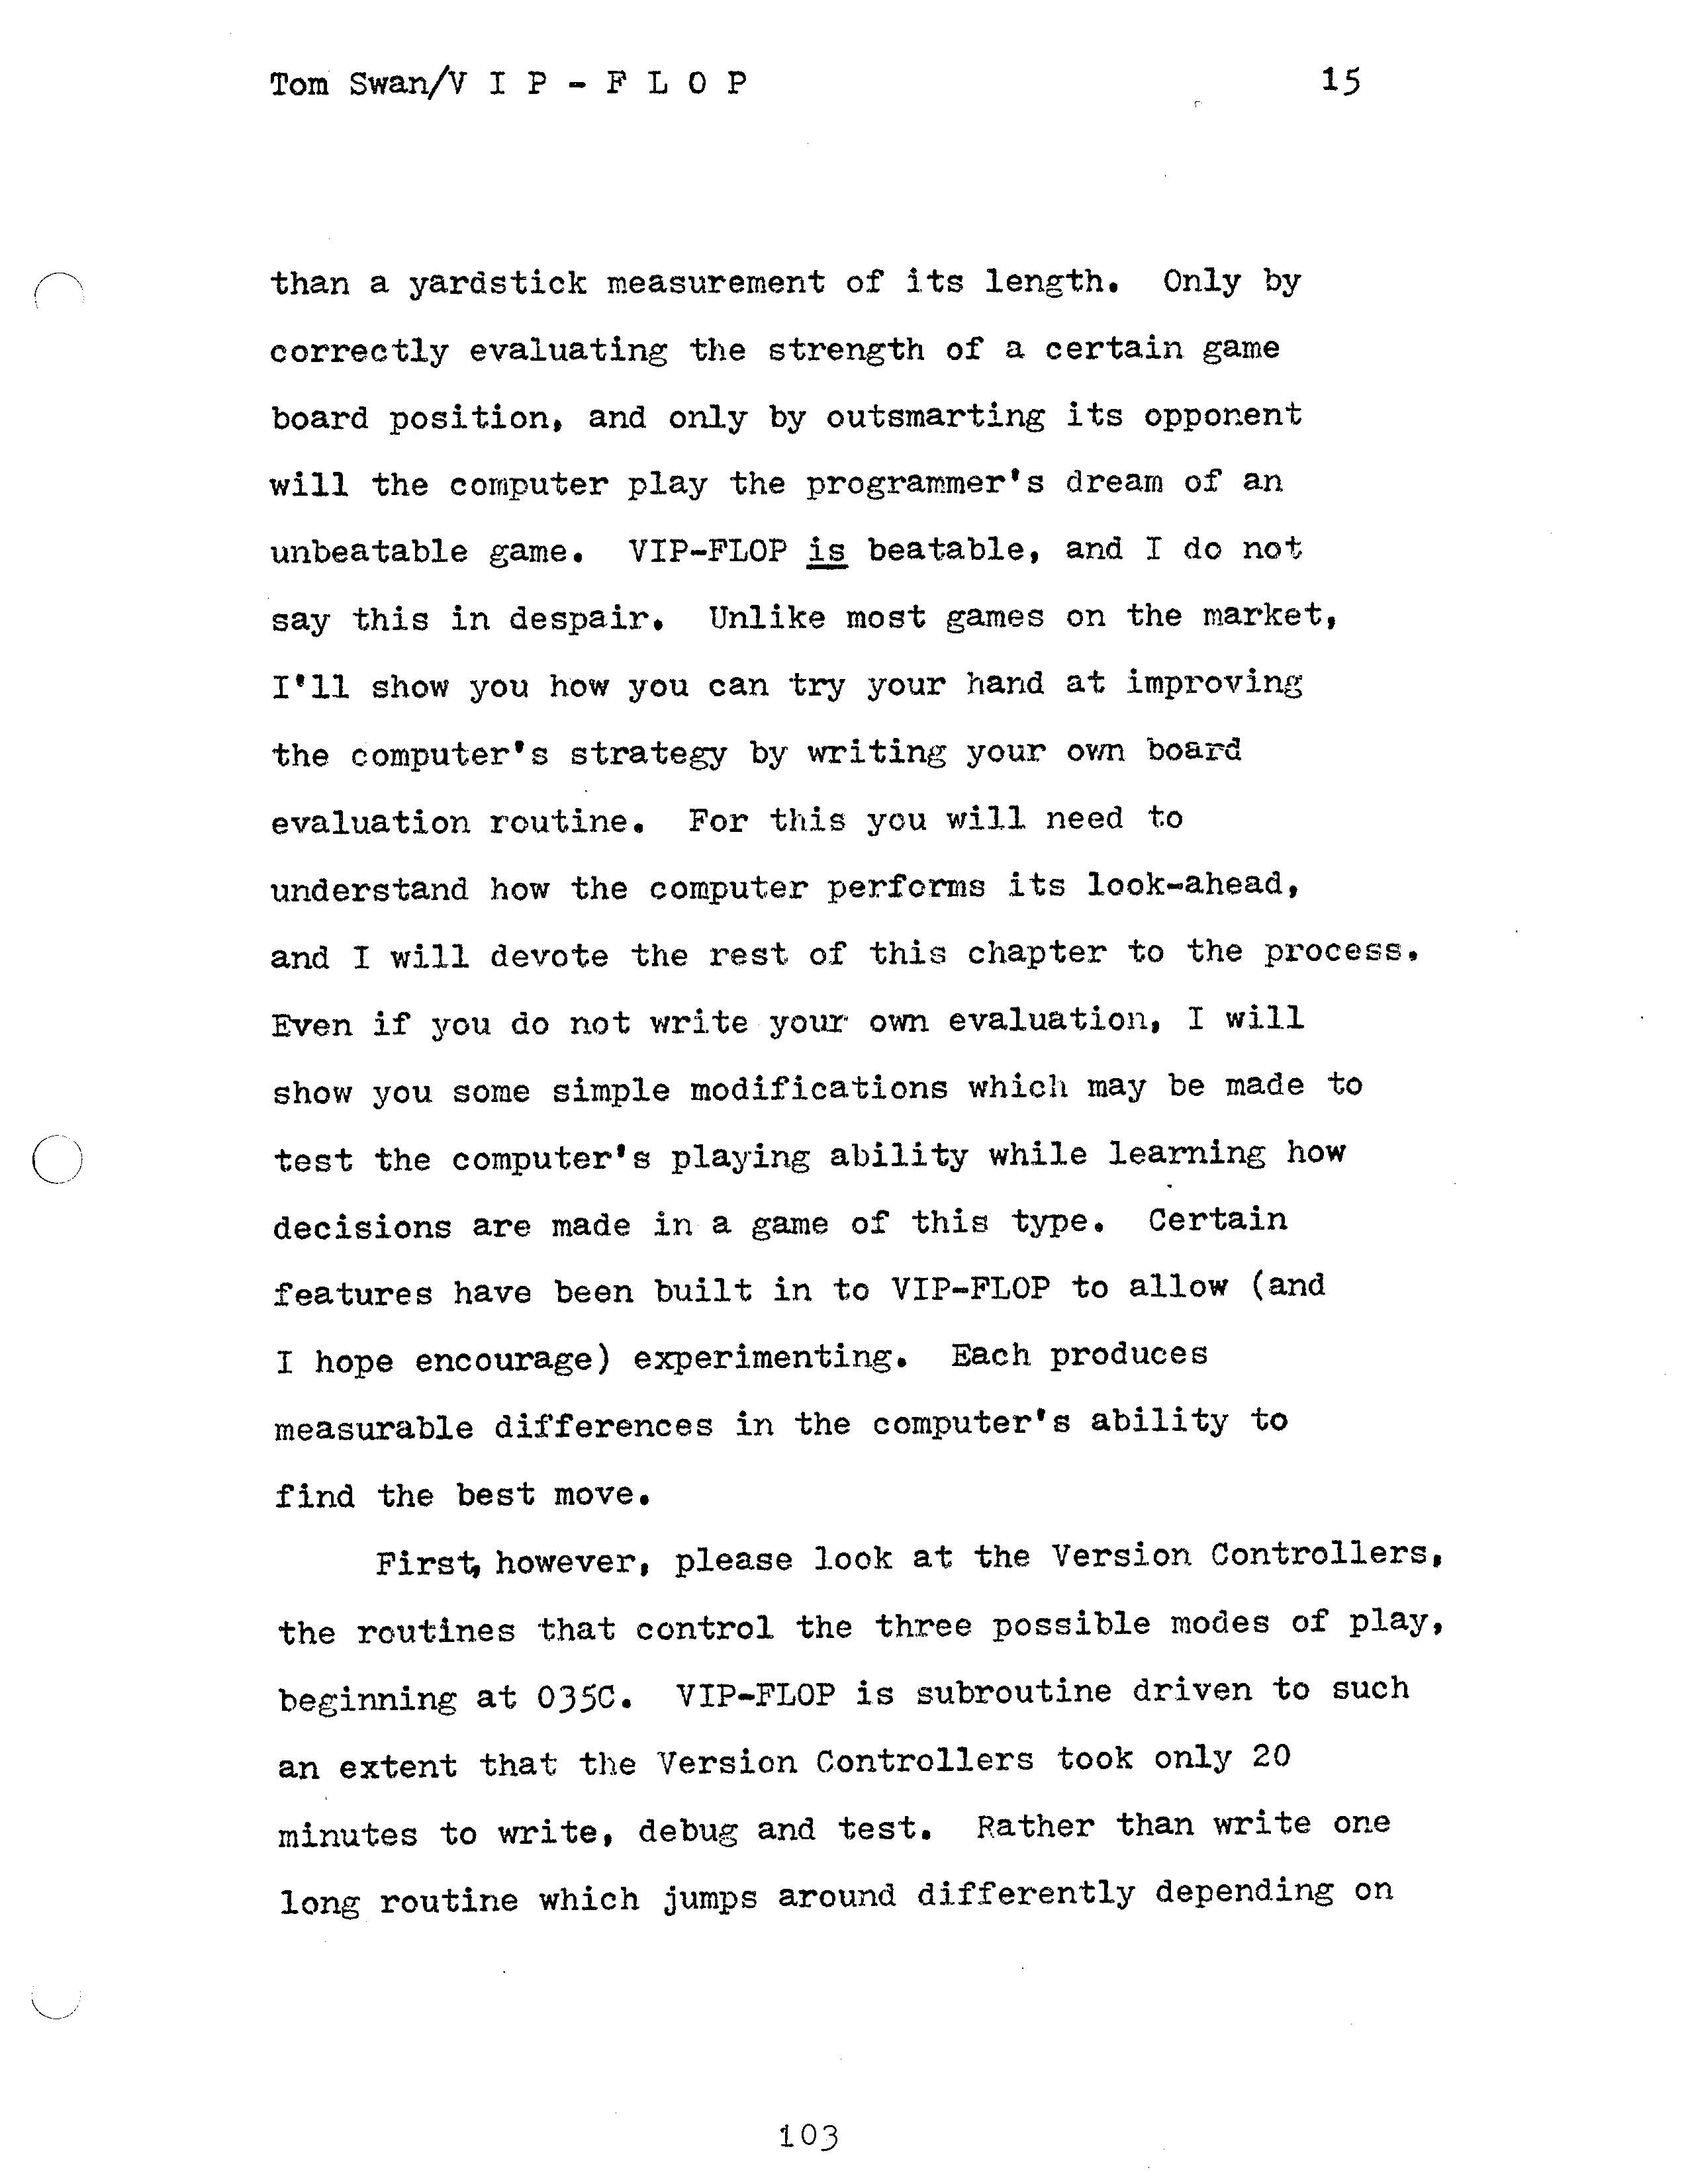 Tom Swan/V I P - F L O P 15
than a yardstick measurement of its length.  Only by
correctly evaluating the strength of a certain game
board position, and only by outsmarting its opponent
will the computer play the programmer's dream of an
unbeatable game.  VIP-FLOP is beatable, and I do not
say this in despair.  Unlike most games on the market,
I'll show you how you can try your hand at improving
the computer's strategy by writing your own board
evaluation routine.  For this you will need to
understand how the computer performs its look-ahead,
and I will devote the rest of this chapter to the process.
Even if you do not write your own evaluation, I will
show you some simple modifications which may be made to
test the computer's playing ability while learning how
decisions are made in a game of this type.  Certain
features have been built in to VIP-FLOP to allow (and
I hope encourage) experimenting.  Each produces
measurable differences in the computer's ability to
find the best move.
First, however, please look at the Version Controllers,
the routines that control the three possible modes of play,
beginning at 035C.  VIP-FLOP is subroutine driven to such
an extent that the Version Controllers took only 20
minutes to write, debug and test.  Rather than write one
long routine which jumps around differently depending on
103